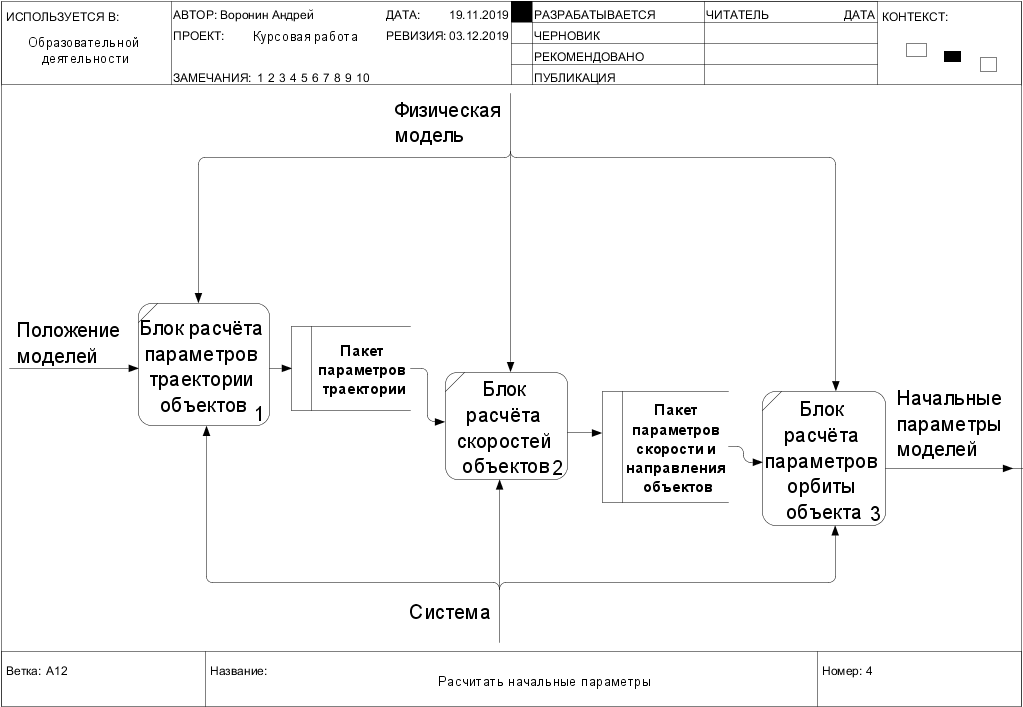 ИСПОЛЬЗУЕТСЯ В:
Образовательной
деятельности
АВТОР: Воронин Андрей
ДАТА: 19.11.2019
ПРОЕКТ: Курсовая работа
РЕВИЗИЯ: 03.12.2019
ЗАМЕЧАНИЯ: 1 2 3 4 5 6 7 8 9 10
РАЗРАБАТЫВАЕТСЯ
ЧЕРНОВИК
РЕКОМЕНДОВАНО
ПУБЛИКАЦИЯ
ЧИТАТЕЛЬ ДАТА
КОНТЕКСТ:
Физическая
модель
Положение
моделей
Блок расчёта
параметров
траектории
объектов 1
Пакет
параметров
траектории
Блок
расчёта
скоростей
объектов 2
Пакет
параметров
скорости и
направления
объектов
Блок
расчёта
параметров
орбиты
объекта 3
Начальные
параметры
моделей
Система
Ветка: А12
Название:
Расчитать начальные параметры
Номер: 4